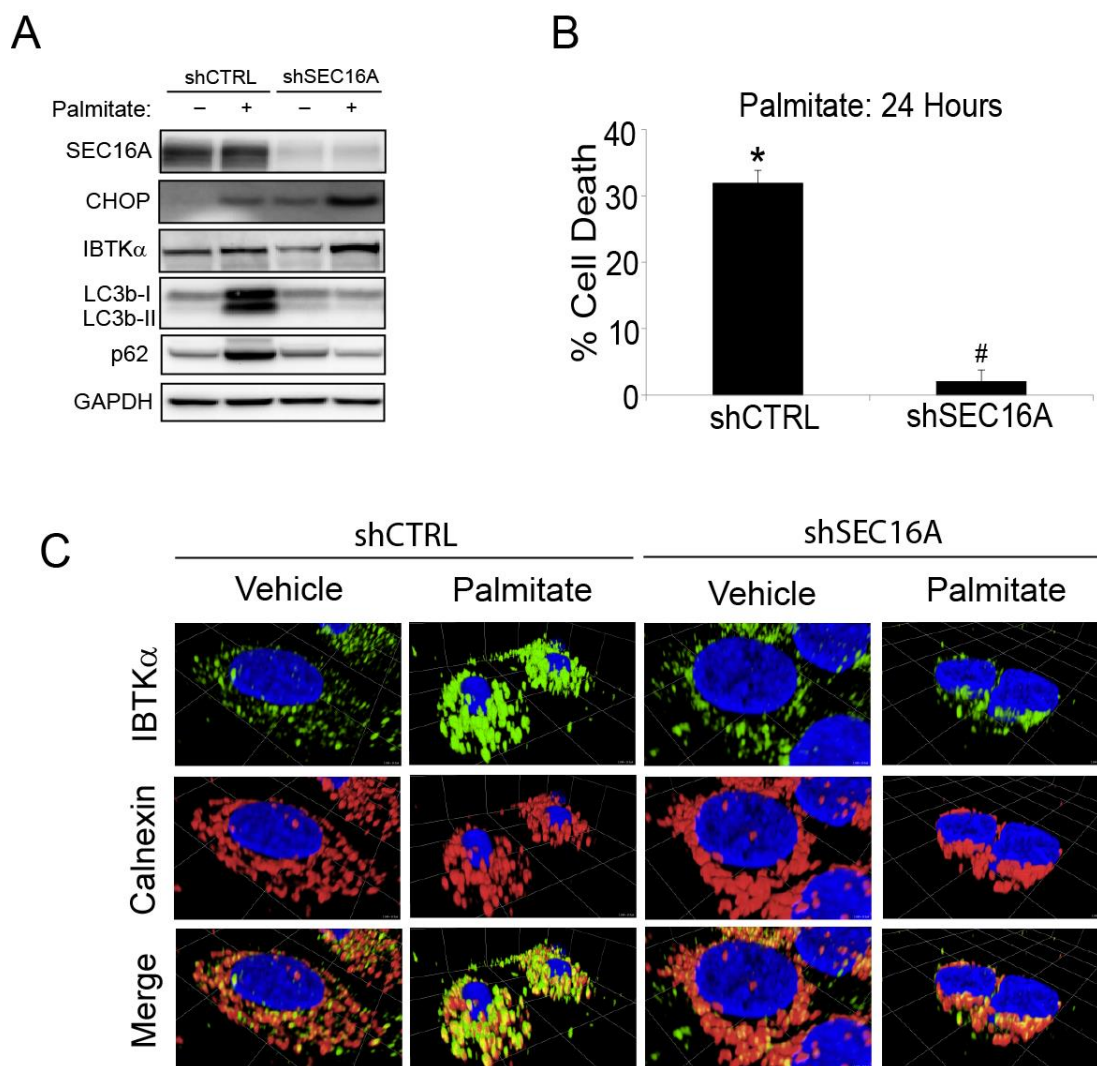 A
shCTRL shSEC16A
Palmitate: – + – +
SEC16A
CHOP
IBTKα
LC3b-I
LC3b-II
p62
GAPDH
B
Palmitate: 24 Hours
% Cell Death
40
30
20
10
0
*
#
shCTRL shSEC16A
C
shCTRL shSEC16A
Vehicle Palmitate Vehicle Palmitate
IBTKα
Calnexin
Merge